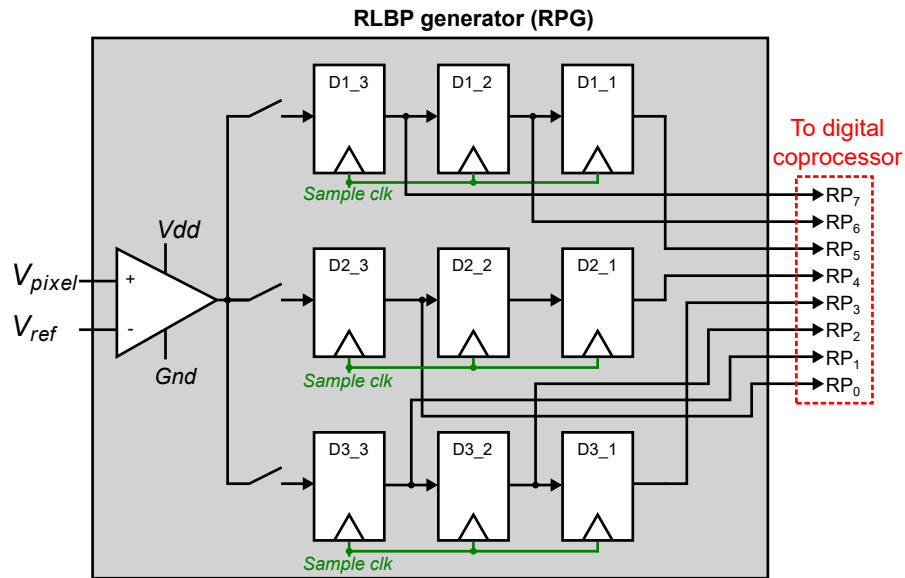 RLBP generator (RPG)
D1_3
D1_2
D1_1
Sample clk
To digital
coprocessor
RP7
RP6
RP5
RP4
RP3
RP2
RP1
RP0
Vdd
Vpixel
+
Vref
-
Gnd
D2_3
D2_2
D2_1
Sample clk
D3_3
D3_2
D3_1
Sample clk